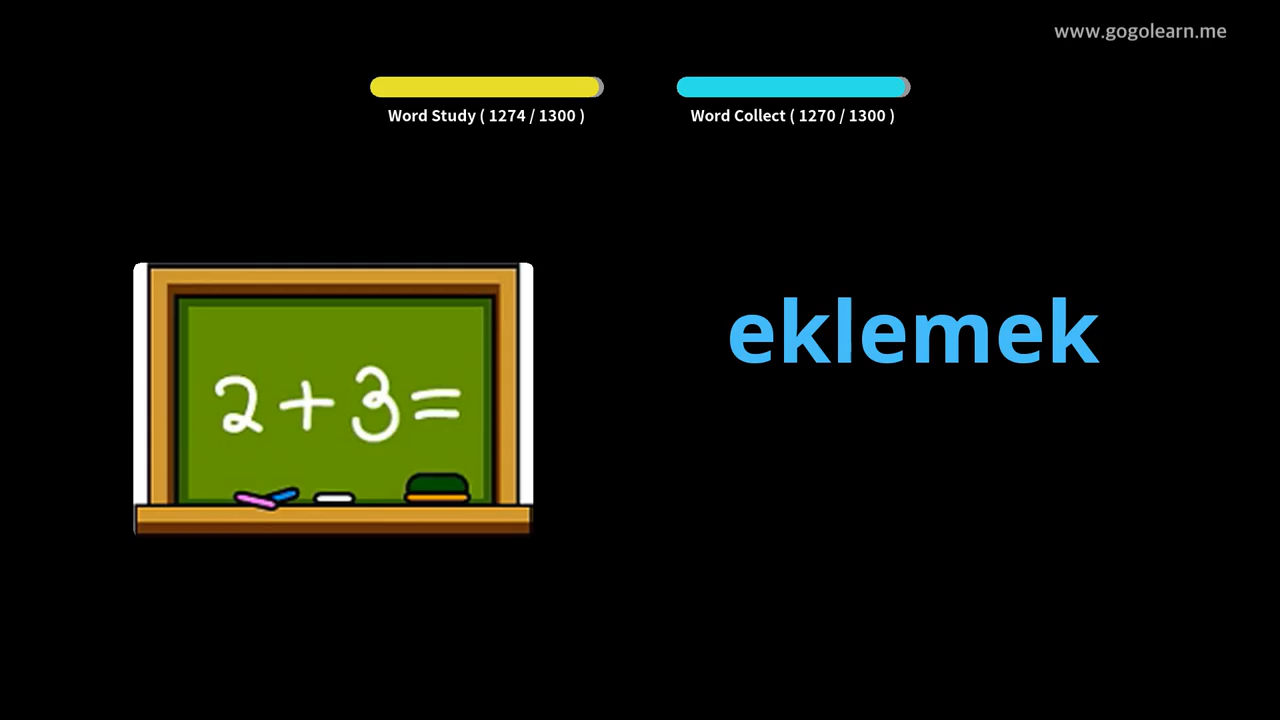 www.gogolearn.me
Word Study ( 1274 / 1300 )
Word Collect ( 1270 / 1300 )
2 + 3 =
eklemek